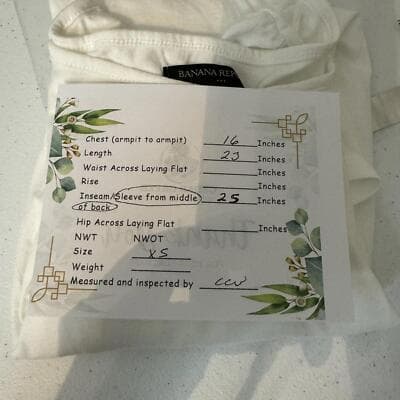 BANANA REP
Chest (armpit to armpit) 16 Inches
Length 23 Inches
Waist Across Laying Flat Inches
Rise Inches
Inseam/Sleeve from middle 25 Inches
of back
Hip Across Laying Flat Inches
NWT NWOT
Size XS
Weight
Measured and inspected by